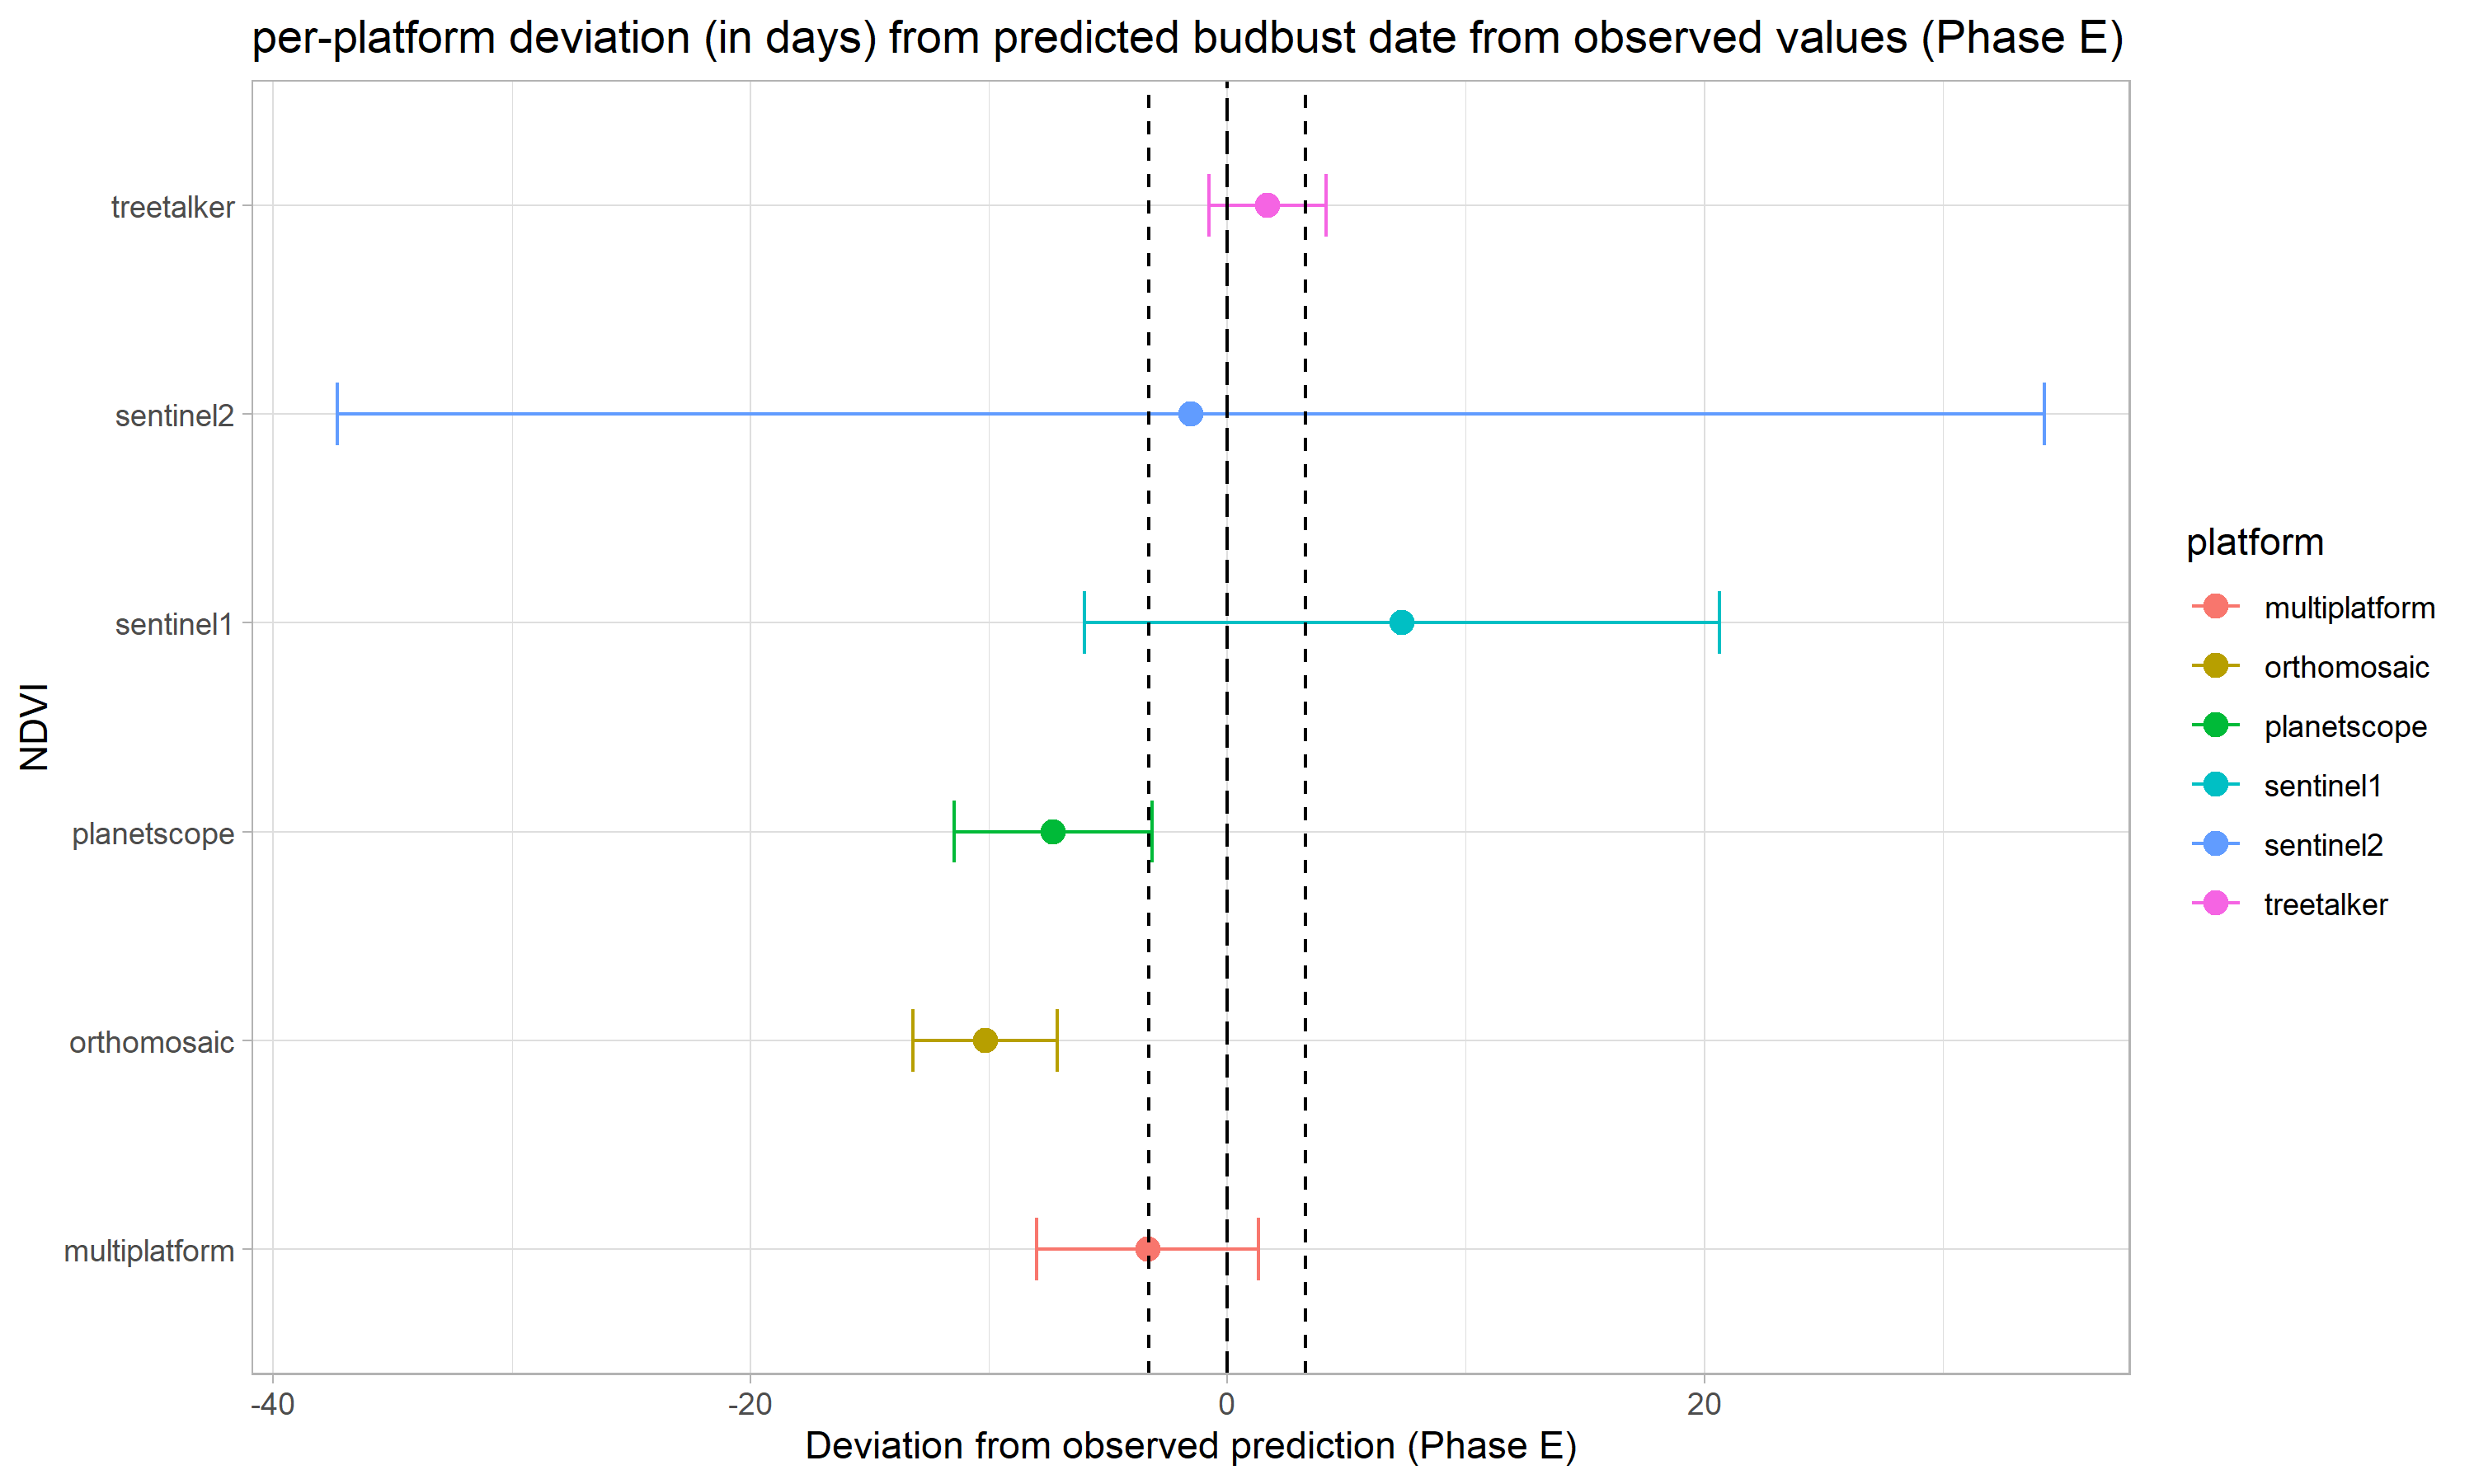 per-platform deviation (in days) from predicted budbust date from observed values (Phase E)
treetalker
sentinel2
sentinel1
planetscope
orthomosaic
multiplatform
NDVI
-40
-20
0
20
Deviation from observed prediction (Phase E)
platform
multiplatform
orthomosaic
planetscope
sentinel1
sentinel2
treetalker